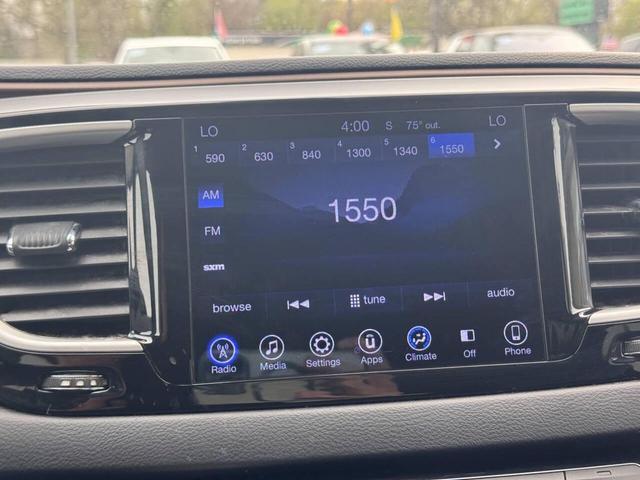 LO 4:00 S 75° out. LO
1 590 2 630 3 840 4 1300 5 1340 6 1550
AM
1550
FM
sxm
browse tune audio
Radio Media Settings Apps Climate Off Phone